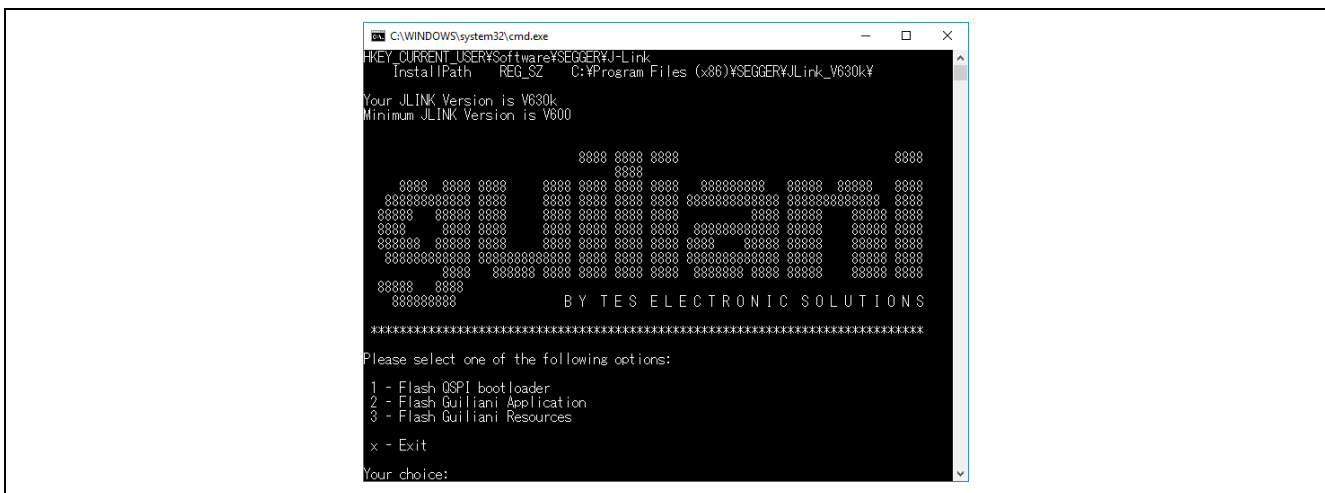 C:\WINDOWS\system32\cmd.exe
HKEY_CURRENT_USER¥Software¥SEGGER¥J-Link
InstallPath REG_SZ C:¥Program Files (x86)¥SEGGER¥JLink_V630k¥
Your JLINK Version is V630k
Minimum JLINK Version is V600
guiliani
BY TES ELECTRONIC SOLUTIONS
*****************************************************************************
Please select one of the following options:
1 - Flash QSPI bootloader
2 - Flash Guiliani Application
3 - Flash Guiliani Resources
x - Exit
Your choice: